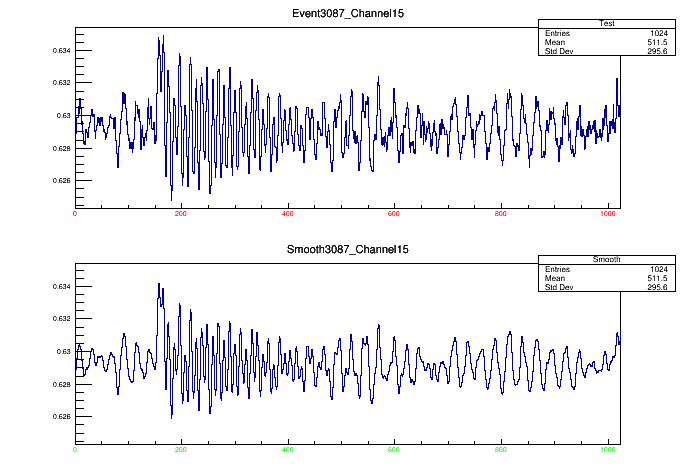 Event3087_Channel15
Test
Entries 1024
Mean 511.5
Std Dev 295.6
0.634
0.632
0.63
0.628
0.626
0 200 400 600 800 1000
Smooth3087_Channel15
Smooth
Entries 1024
Mean 511.5
Std Dev 295.6
0.634
0.632
0.63
0.628
0.626
0 200 400 600 800 1000